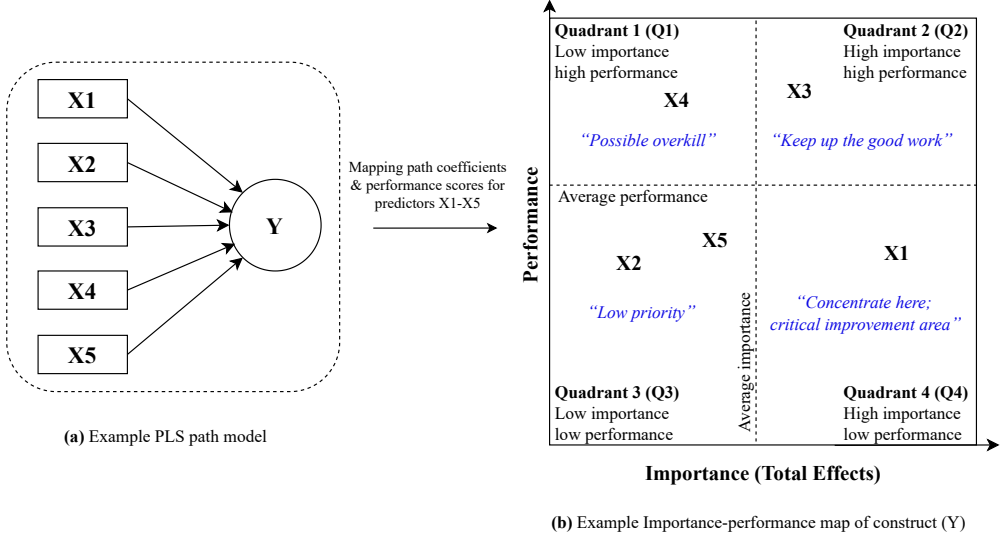 X1
X2
X3
X4
X5
Y
(a) Example PLS path model
Mapping path coefficients
& performance scores for
predictors X1-X5
Performance
Quadrant 1 (Q1)
Low importance
high performance
X4
“Possible overkill”
Quadrant 2 (Q2)
High importance
high performance
X3
“Keep up the good work”
Average performance
X2
X5
“Low priority”
Quadrant 3 (Q3)
Low importance
low performance
Average importance
X1
“Concentrate here;
critical improvement area”
Quadrant 4 (Q4)
High importance
low performance
Importance (Total Effects)
(b) Example Importance-performance map of construct (Y)